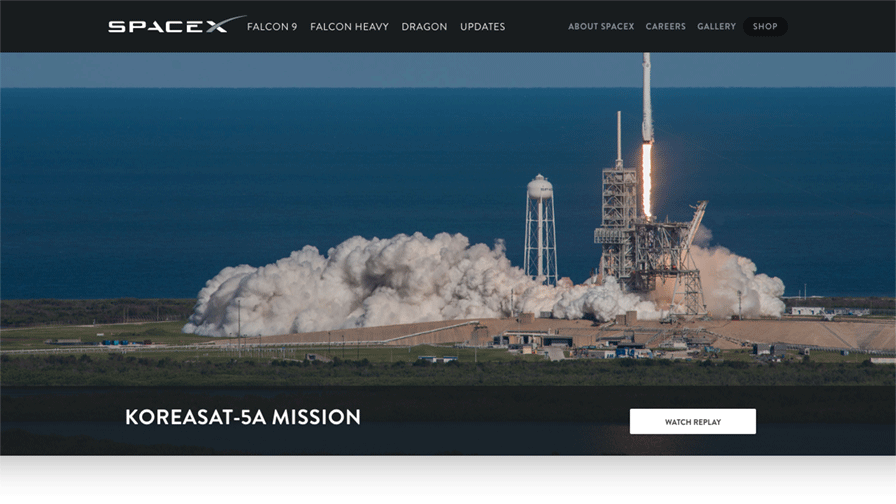 SPACEX FALCON 9 FALCON HEAVY DRAGON UPDATES ABOUT SPACEX CAREERS GALLERY SHOP
KOREASAT-5A MISSION WATCH REPLAY